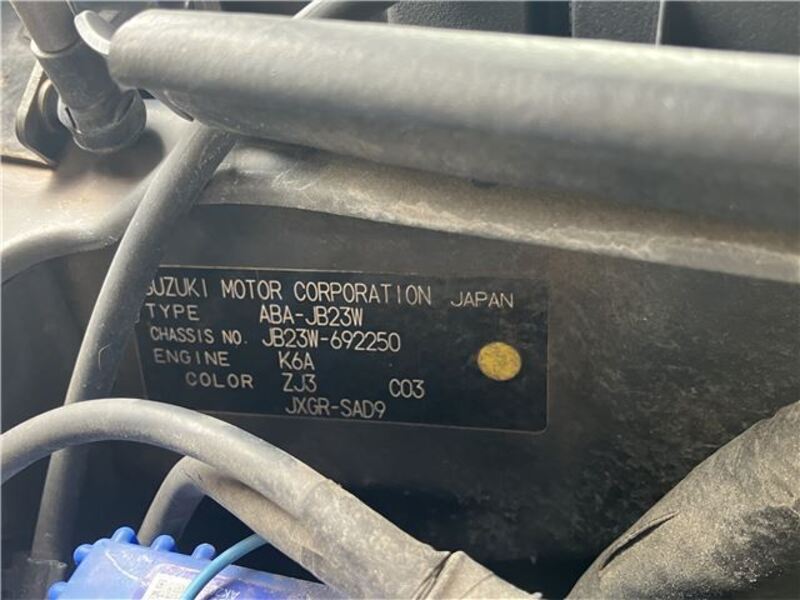 SUZUKI MOTOR CORPORATION JAPAN
TYPE ABA-JB23W
CHASSIS NO. JB23W-692250
ENGINE K6A
COLOR ZJ3 C03
JXGR-SAD9